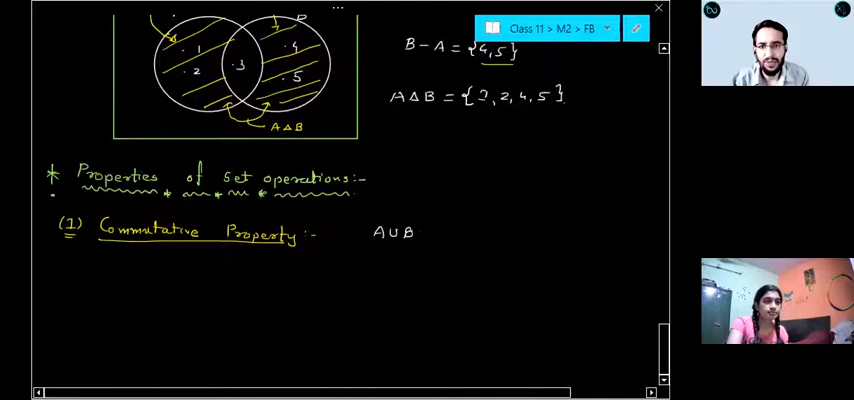 Class 11 > M2 > FB
B - A = {4,5}
. 1
. 2
. 3
. 4
. 5
A Δ B = {1, 2, 4, 5}
A Δ B
* Properties of set operations:-
(1) Commutative Property :-
A ∪ B